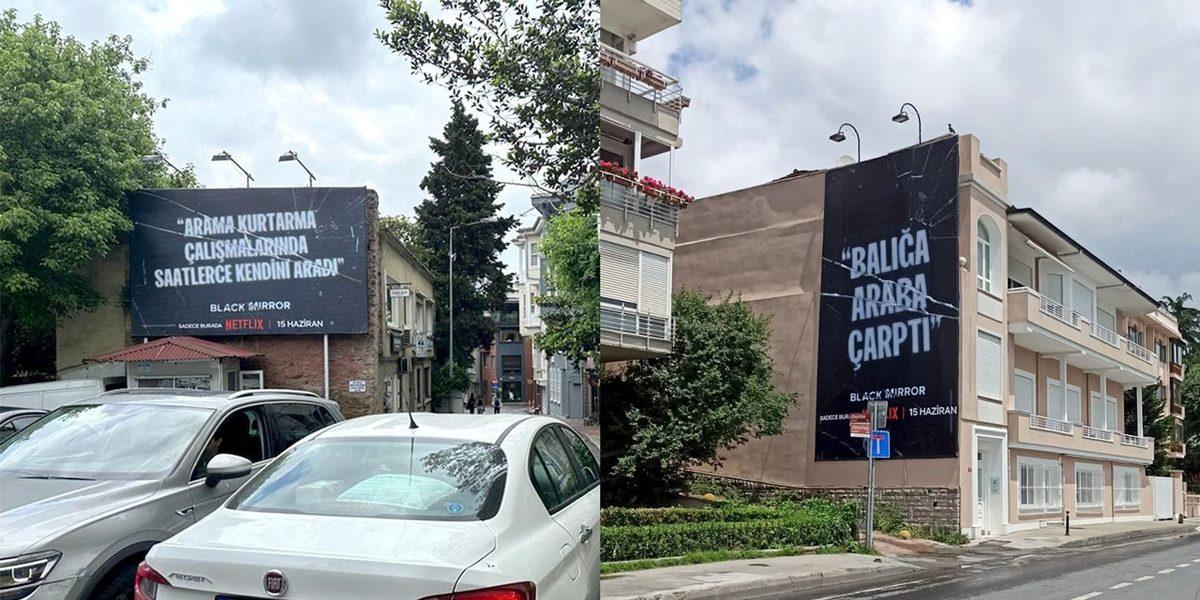 “ARAMA KURTARMA
ÇALIŞMALARINDA
SAATLERCE KENDİNİ ARADI”
BLACK MIRROR
SADECE BURADA NETFLIX | 15 HAZİRAN
FIAT
“BALIĞA
ARABA
ÇARPTI”
BLACK MIRROR
SADECE BURADA NETFLIX | 15 HAZİRAN